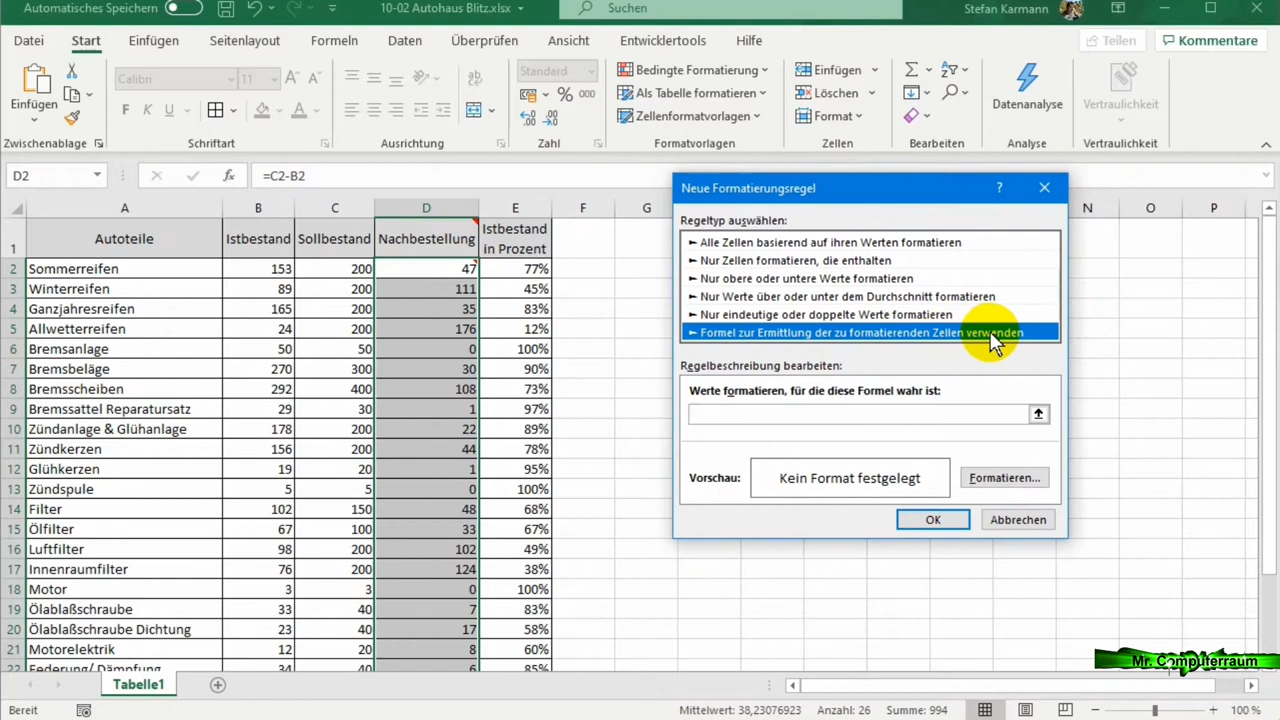 Automatisches Speichern
10-02 Autohaus Blitz.xlsx
Suchen
Stefan Karmann
Datei Start Einfügen Seitenlayout Formeln Daten Überprüfen Ansicht Entwicklertools Hilfe
Teilen Kommentare
Einfügen
Calibri 11
F K U
Standard
% 000
Bedingte Formatierung
Als Tabelle formatieren
Zellenformatvorlagen
Einfügen
Löschen
Format
Datenanalyse
Vertraulichkeit
Zwischenablage Schriftart Ausrichtung Zahl Formatvorlagen Zellen Bearbeiten Analyse Vertraulichkeit
D2 fx =C2-B2
A B C D E F G N O P
1 Autoteile Istbestand Sollbestand Nachbestellung Istbestand in Prozent
2 Sommerreifen 153 200 47 77%
3 Winterreifen 89 200 111 45%
4 Ganzjahresreifen 165 200 35 83%
5 Allwetterreifen 24 200 176 12%
6 Bremsanlage 50 50 0 100%
7 Bremsbeläge 270 300 30 90%
8 Bremsscheiben 292 400 108 73%
9 Bremssattel Reparatursatz 29 30 1 97%
10 Zündanlage & Glühanlage 178 200 22 89%
11 Zündkerzen 156 200 44 78%
12 Glühkerzen 19 20 1 95%
13 Zündspule 5 5 0 100%
14 Filter 102 150 48 68%
15 Ölfilter 67 100 33 67%
16 Luftfilter 98 200 102 49%
17 Innenraumfilter 76 200 124 38%
18 Motor 3 3 0 100%
19 Ölablaßschraube 33 40 7 83%
20 Ölablaßschraube Dichtung 23 40 17 58%
21 Motorelektrik 12 20 8 60%
22 Federung/ Dämpfung 34 40 6 85%
Neue Formatierungsregel ?
Regeltyp auswählen:
► Alle Zellen basierend auf ihren Werten formatieren
► Nur Zellen formatieren, die enthalten
► Nur obere oder untere Werte formatieren
► Nur Werte über oder unter dem Durchschnitt formatieren
► Nur eindeutige oder doppelte Werte formatieren
► Formel zur Ermittlung der zu formatierenden Zellen verwenden
Regelbeschreibung bearbeiten:
Werte formatieren, für die diese Formel wahr ist:
Vorschau: Kein Format festgelegt Formatieren...
OK Abbrechen
Mr. Computerraum
Tabelle1
Bereit
Mittelwert: 38,23076923 Anzahl: 26 Summe: 994
100 %